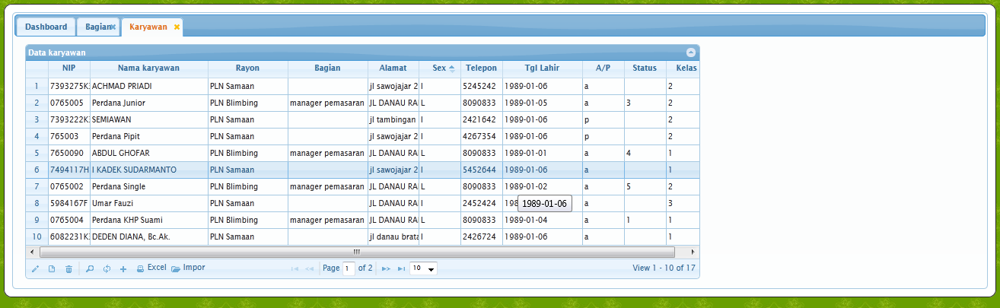 Dashboard Bagian Karyawan
Data karyawan
NIP Nama karyawan Rayon Bagian Alamat Sex Telepon Tgl Lahir A/P Status Kelas
1 7393275K ACHMAD PRIADI PLN Samaan jl sawojajar 2 l 5245242 1989-01-06 a 2
2 0765005 Perdana Junior PLN Blimbing manager pemasaran JL DANAU RA L 8090833 1989-01-05 a 3 2
3 7393222K SEMIAWAN PLN Samaan jl tambingan l 2421642 1989-01-06 p 2
4 765003 Perdana Pipit PLN Samaan jl sawojajar 2 l 4267354 1989-01-06 p 2
5 7650090 ABDUL GHOFAR PLN Blimbing manager pemasaran JL DANAU RA L 8090833 1989-01-01 a 4 1
6 7494117H I KADEK SUDARMANTO PLN Samaan jl sawojajar 2 l 5452644 1989-01-06 a 1
7 0765002 Perdana Single PLN Blimbing manager pemasaran JL DANAU RA L 8090833 1989-01-02 a 5 2
8 5984167F Umar Fauzi PLN Samaan JL DANAU RA l 2452424 198 1989-01-06 a 3
9 0765004 Perdana KHP Suami PLN Blimbing manager pemasaran JL DANAU RA L 8090833 1989-01-04 a 1 1
10 6082231K DEDEN DIANA, Bc.Ak. PLN Samaan jl danau brata l 2426724 1989-01-06 a 1
Excel Impor Page 1 of 2 10 View 1 - 10 of 17